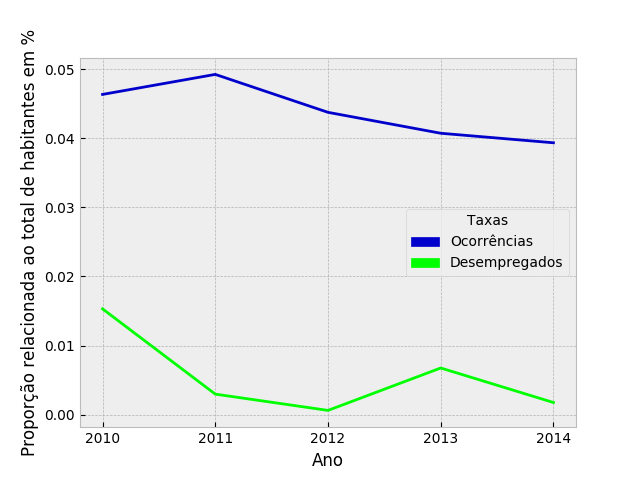 Proporção relacionada ao total de habitantes em %
0.05
0.04
0.03
0.02
0.01
0.00
Taxas
Ocorrências
Desempregados
2010 2011 2012 2013 2014
Ano